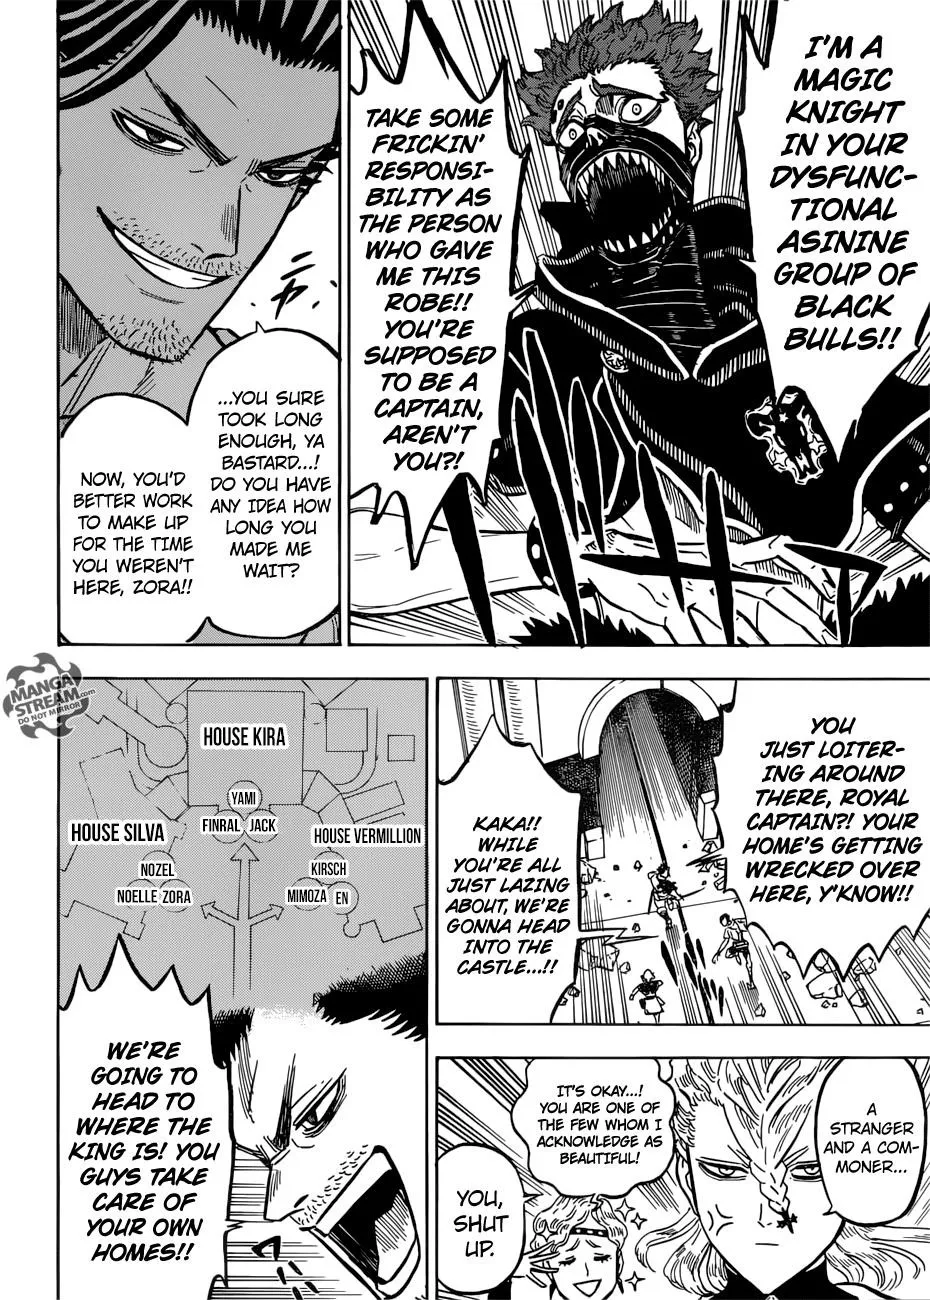 I'M A
MAGIC
KNIGHT
IN YOUR
DYSFUNC-
TIONAL
ASININE
GROUP OF
BLACK
BULLS!!
TAKE SOME
FRICKIN'
RESPONSI-
BILITY AS
THE PERSON
WHO GAVE
ME THIS
ROBE!!
YOU'RE
SUPPOSED
TO BE A
CAPTAIN,
AREN'T
YOU?!
...YOU SURE
TOOK LONG
ENOUGH, YA
BASTARD...!
DO YOU HAVE
ANY IDEA HOW
LONG YOU
MADE ME
WAIT?
NOW, YOU'D
BETTER WORK
TO MAKE UP
FOR THE TIME
YOU WEREN'T
HERE, ZORA!!
YOU
JUST LOITER-
ING AROUND
THERE, ROYAL
CAPTAIN?! YOUR
HOME'S GETTING
WRECKED OVER
HERE, Y'KNOW!!
KAKA!!
WHILE
YOU'RE ALL
JUST LAZING
ABOUT, WE'RE
GONNA HEAD
INTO THE
CASTLE...!!
MANGA
STREAM.com
DO NOT MIRROR
HOUSE KIRA
YAMI
FINRAL JACK
HOUSE SILVA
HOUSE VERMILLION
NOZEL
KIRSCH
NOELLE ZORA
MIMOZA EN
WE'RE
GOING TO
HEAD TO
WHERE THE
KING IS! YOU
GUYS TAKE
CARE OF
YOUR OWN
HOMES!!
A
STRANGER
AND A COM-
MONER...
IT'S OKAY...!
YOU ARE ONE OF
THE FEW WHOM I
ACKNOWLEDGE AS
BEAUTIFUL!
YOU,
SHUT
UP.